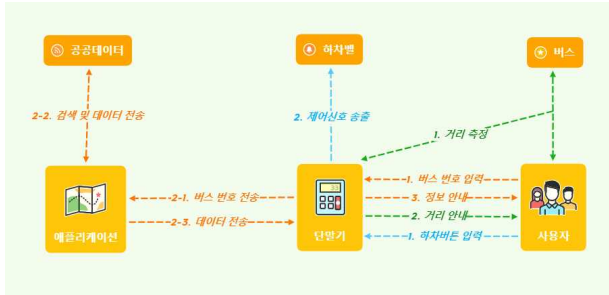 공공데이터
하차벨
버스
2-2. 검색 및 데이터 전송
2. 제어신호 송출
1. 거리 측정
2-1. 버스 번호 전송
1. 버스 번호 입력
3. 정보 안내
2-3. 데이터 전송
2. 거리 안내
1. 하차버튼 입력
애플리케이션
단말기
사용자